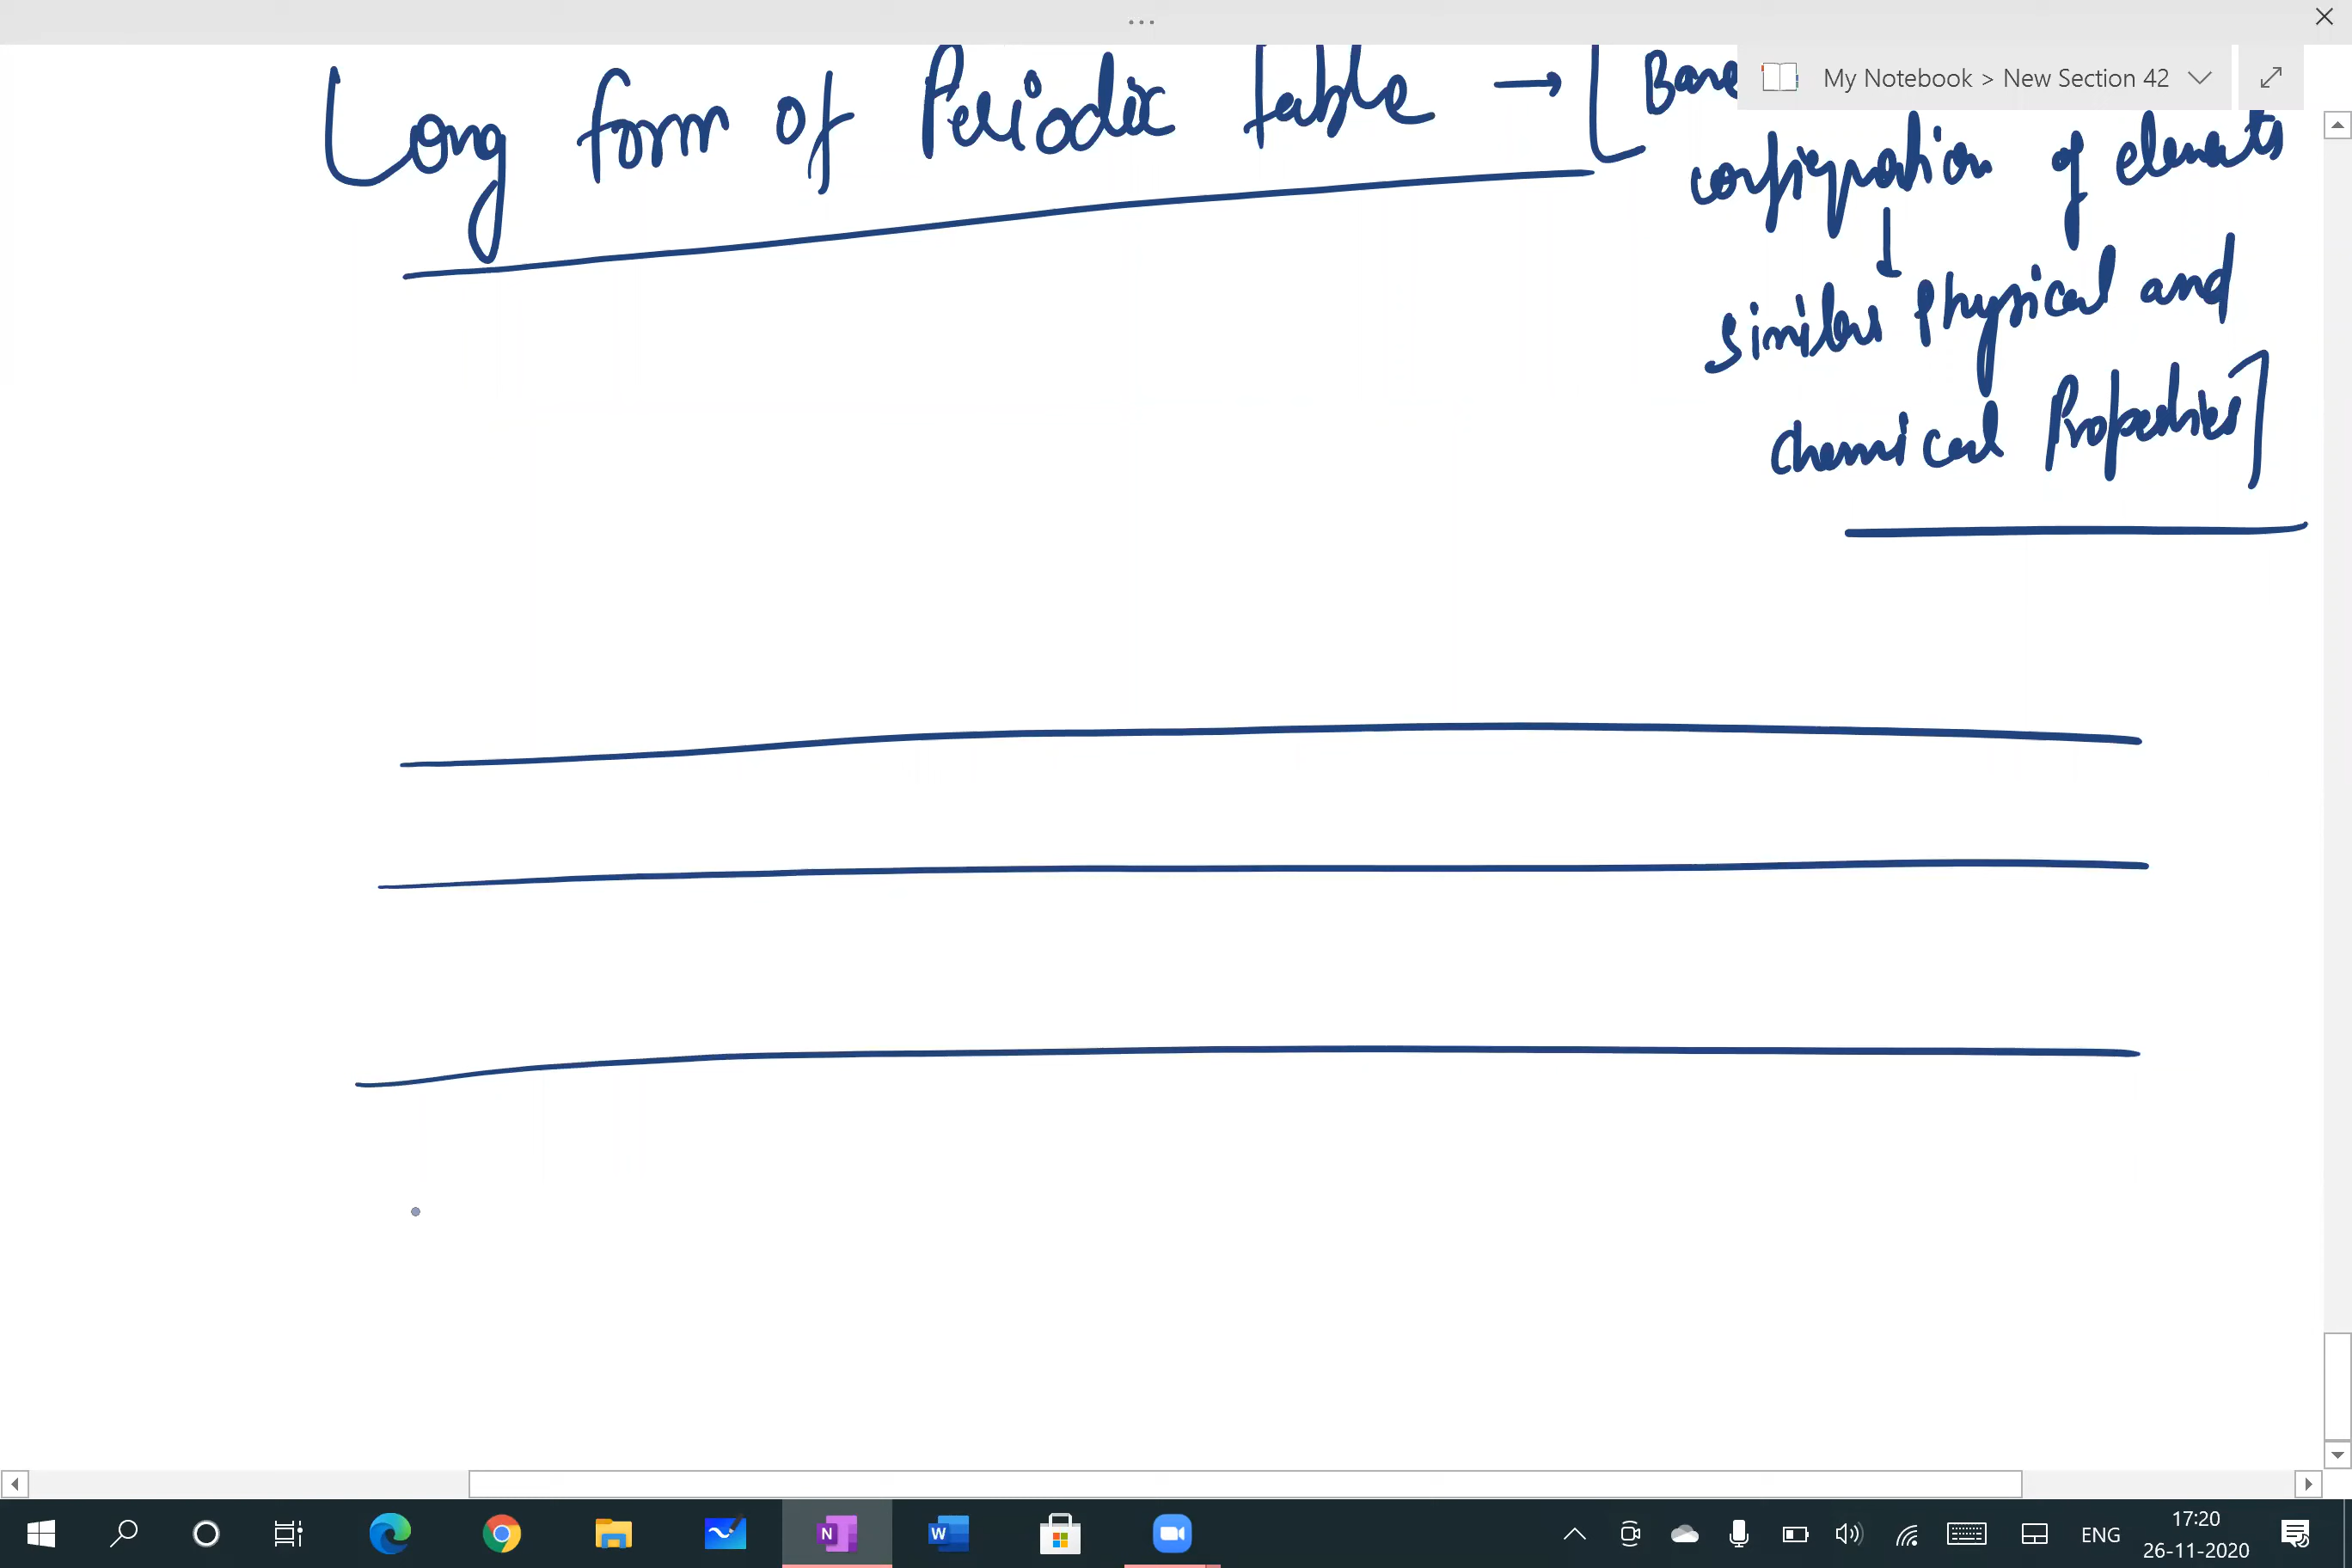 ...
My Notebook > New Section 42
Long form of Periodic table → [
configuration of elements
↓
similar physical and
chemical Properties]
N
W
ENG
17:20
26-11-2020